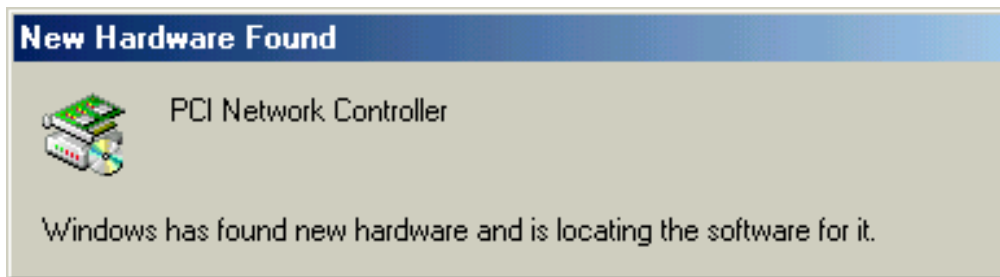 New Hardware Found
PCI Network Controller
Windows has found new hardware and is locating the software for it.